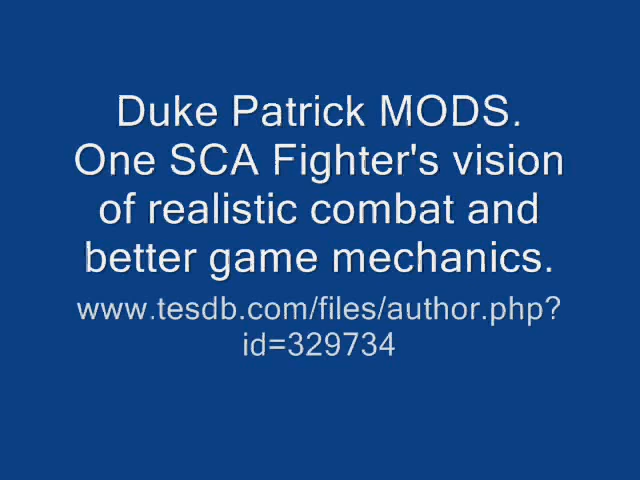 Duke Patrick MODS.
One SCA Fighter's vision
of realistic combat and
better game mechanics.
www.tesdb.com/files/author.php?
id=329734